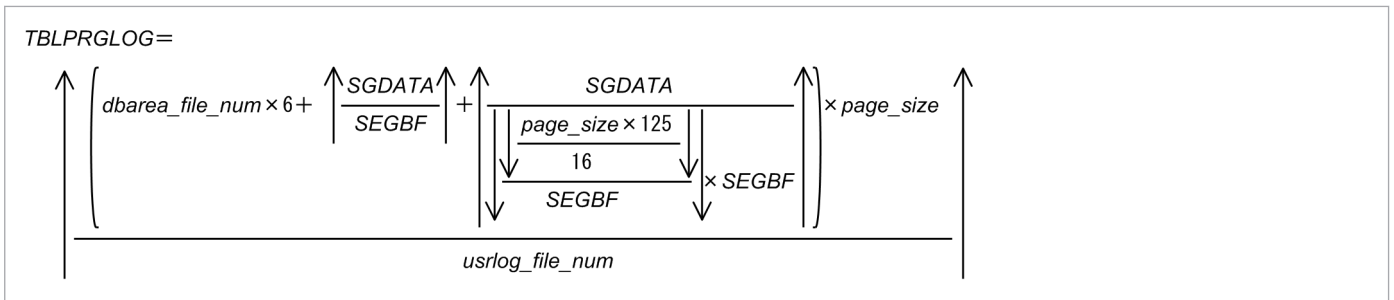 TBLPRGLOG=
↑(dbarea_file_num×6+↑SGDATA↑+↑SGDATA↑)×page_size↑
SEGBF
↓↓page_size×125↓↓×SEGBF
16
SEGBF
usrlog_file_num